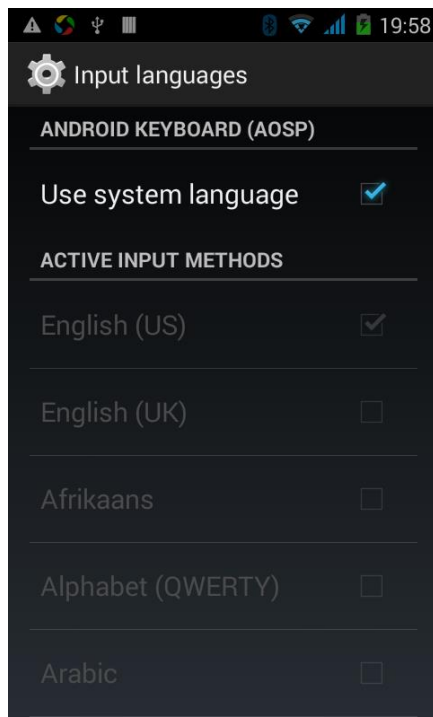 19:58
Input languages
ANDROID KEYBOARD (AOSP)
Use system language
ACTIVE INPUT METHODS
English (US)
English (UK)
Afrikaans
Alphabet (QWERTY)
Arabic